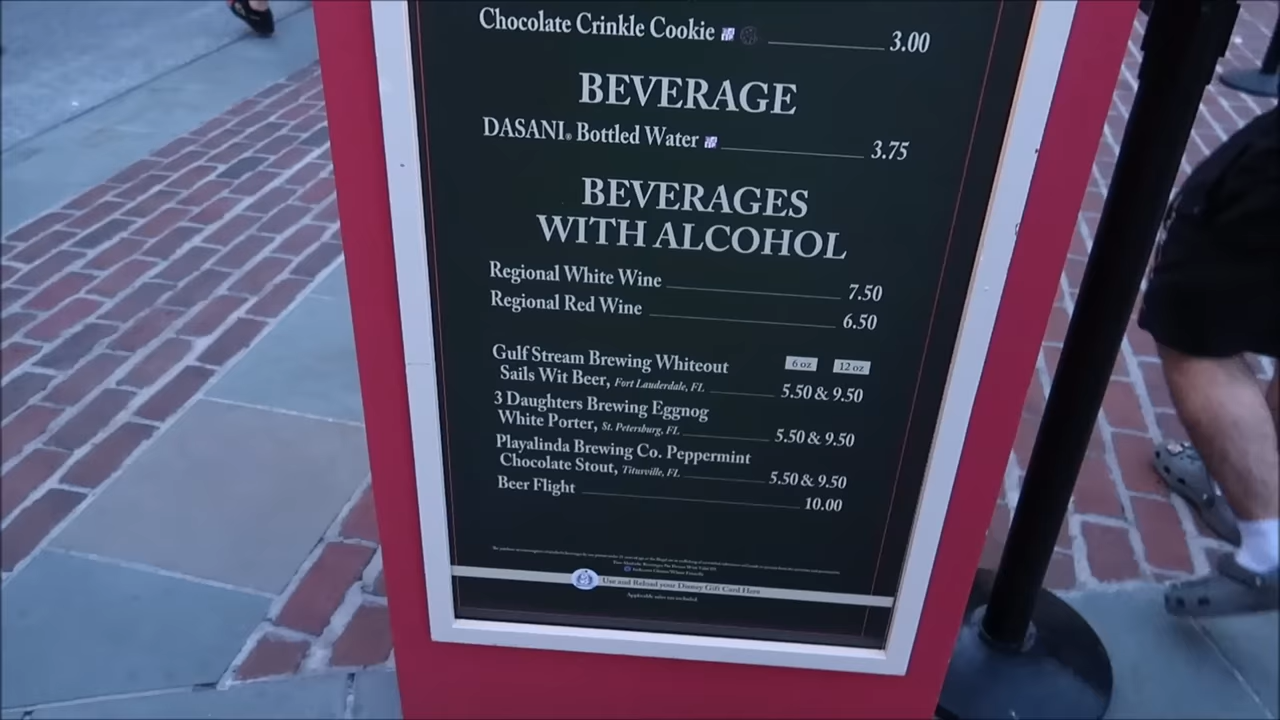 Chocolate Crinkle Cookie 3.00
BEVERAGE
DASANI® Bottled Water 3.75
BEVERAGES
WITH ALCOHOL
Regional White Wine 7.50
Regional Red Wine 6.50
6 oz 12 oz
Gulf Stream Brewing Whiteout
Sails Wit Beer, Fort Lauderdale, FL 5.50 & 9.50
3 Daughters Brewing Eggnog
White Porter, St. Petersburg, FL 5.50 & 9.50
Playalinda Brewing Co. Peppermint
Chocolate Stout, Titusville, FL 5.50 & 9.50
Beer Flight 10.00
Use and Reload your Disney Gift Card Here
Applicable sales tax not included.